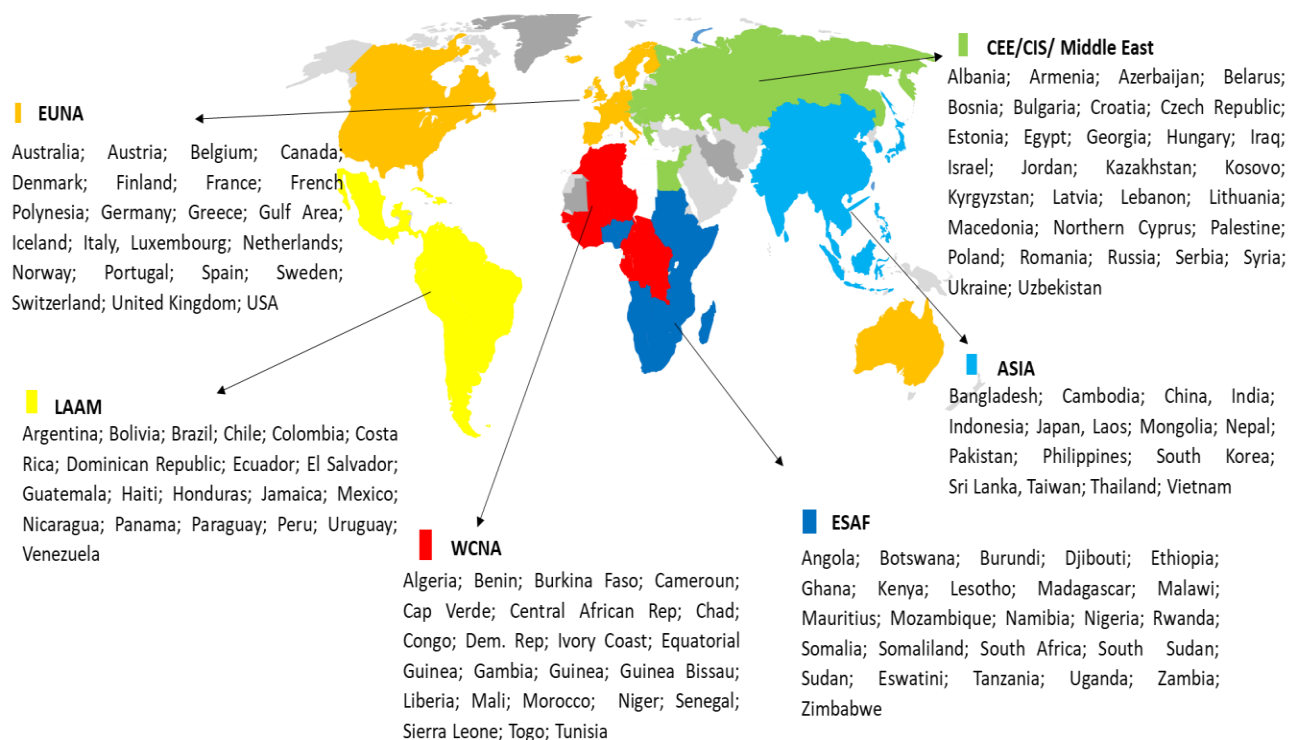 EUNA
Australia; Austria; Belgium; Canada;
Denmark; Finland; France; French
Polynesia; Germany; Greece; Gulf Area;
Iceland; Italy, Luxembourg; Netherlands;
Norway; Portugal; Spain; Sweden;
Switzerland; United Kingdom; USA
LAAM
Argentina; Bolivia; Brazil; Chile; Colombia; Costa
Rica; Dominican Republic; Ecuador; El Salvador;
Guatemala; Haiti; Honduras; Jamaica; Mexico;
Nicaragua; Panama; Paraguay; Peru; Uruguay;
Venezuela
WCNA
Algeria; Benin; Burkina Faso; Cameroun;
Cap Verde; Central African Rep; Chad;
Congo; Dem. Rep; Ivory Coast; Equatorial
Guinea; Gambia; Guinea; Guinea Bissau;
Liberia; Mali; Morocco; Niger; Senegal;
Sierra Leone; Togo; Tunisia
CEE/CIS/ Middle East
Albania; Armenia; Azerbaijan; Belarus;
Bosnia; Bulgaria; Croatia; Czech Republic;
Estonia; Egypt; Georgia; Hungary; Iraq;
Israel; Jordan; Kazakhstan; Kosovo;
Kyrgyzstan; Latvia; Lebanon; Lithuania;
Macedonia; Northern Cyprus; Palestine;
Poland; Romania; Russia; Serbia; Syria;
Ukraine; Uzbekistan
ASIA
Bangladesh; Cambodia; China, India;
Indonesia; Japan, Laos; Mongolia; Nepal;
Pakistan; Philippines; South Korea;
Sri Lanka, Taiwan; Thailand; Vietnam
ESAF
Angola; Botswana; Burundi; Djibouti; Ethiopia;
Ghana; Kenya; Lesotho; Madagascar; Malawi;
Mauritius; Mozambique; Namibia; Nigeria; Rwanda;
Somalia; Somaliland; South Africa; South Sudan;
Sudan; Eswatini; Tanzania; Uganda; Zambia;
Zimbabwe